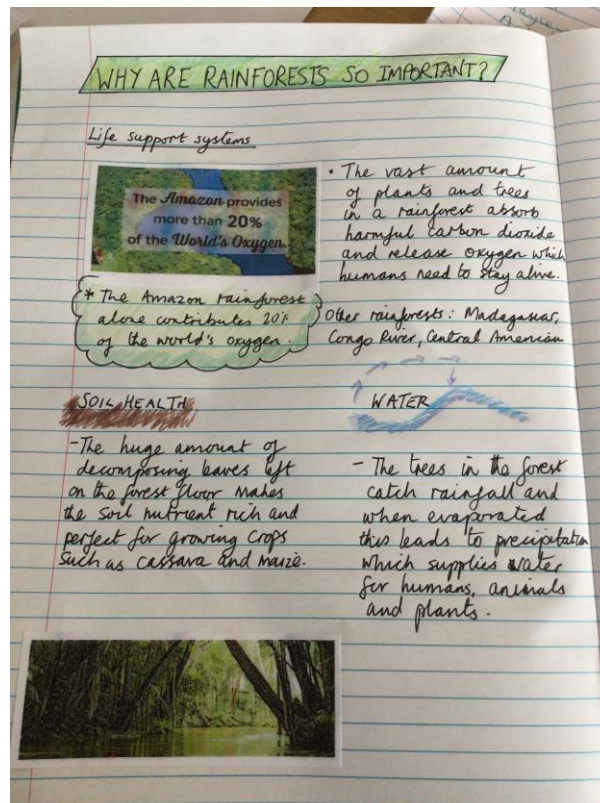 WHY ARE RAINFORESTS SO IMPORTANT?
Life support systems
The Amazon provides
more than 20%
of the World's Oxygen
* The Amazon rainforest
alone contributes 20%
of the world's oxygen.
• The vast amount
of plants and trees
in a rainforest absorb
harmful carbon dioxide
and release oxygen which
humans need to stay alive.
Other rainforests: Madagascar,
Congo River, Central American
SOIL HEALTH
- The huge amount of
decomposing leaves left
on the forest floor makes
the soil nutrient rich and
perfect for growing crops
such as cassava and maize.
WATER
- The trees in the forest
catch rainfall and
when evaporated
this leads to precipitation
which supplies water
for humans, animals
and plants.